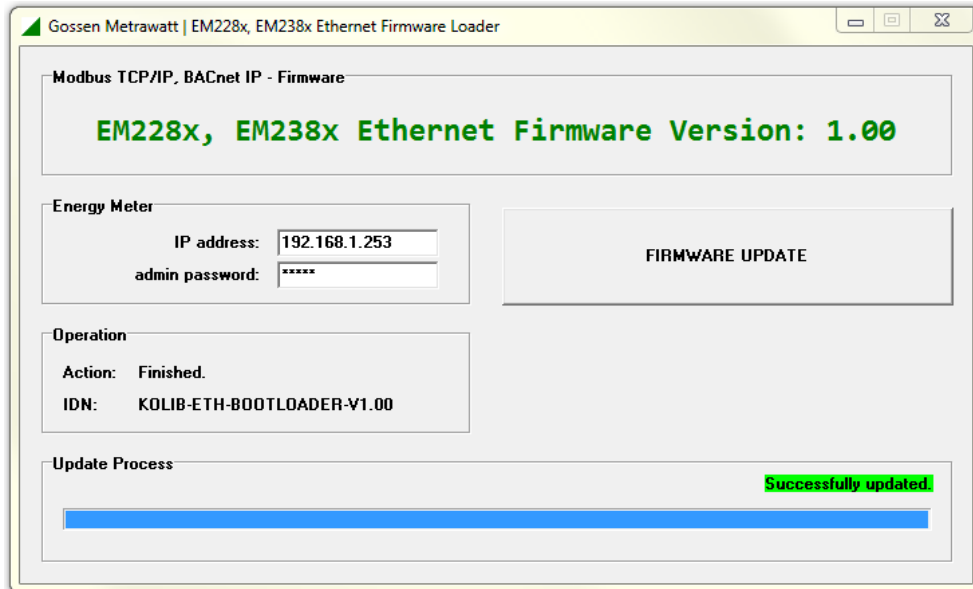 Gossen Metrawatt | EM228x, EM238x Ethernet Firmware Loader
Modbus TCP/IP, BACnet IP - Firmware
EM228x, EM238x Ethernet Firmware Version: 1.00
Energy Meter
IP address: 192.168.1.253
admin password: *****
FIRMWARE UPDATE
Operation
Action: Finished.
IDN: KOLIB-ETH-BOOTLOADER-V1.00
Update Process
Successfully updated.